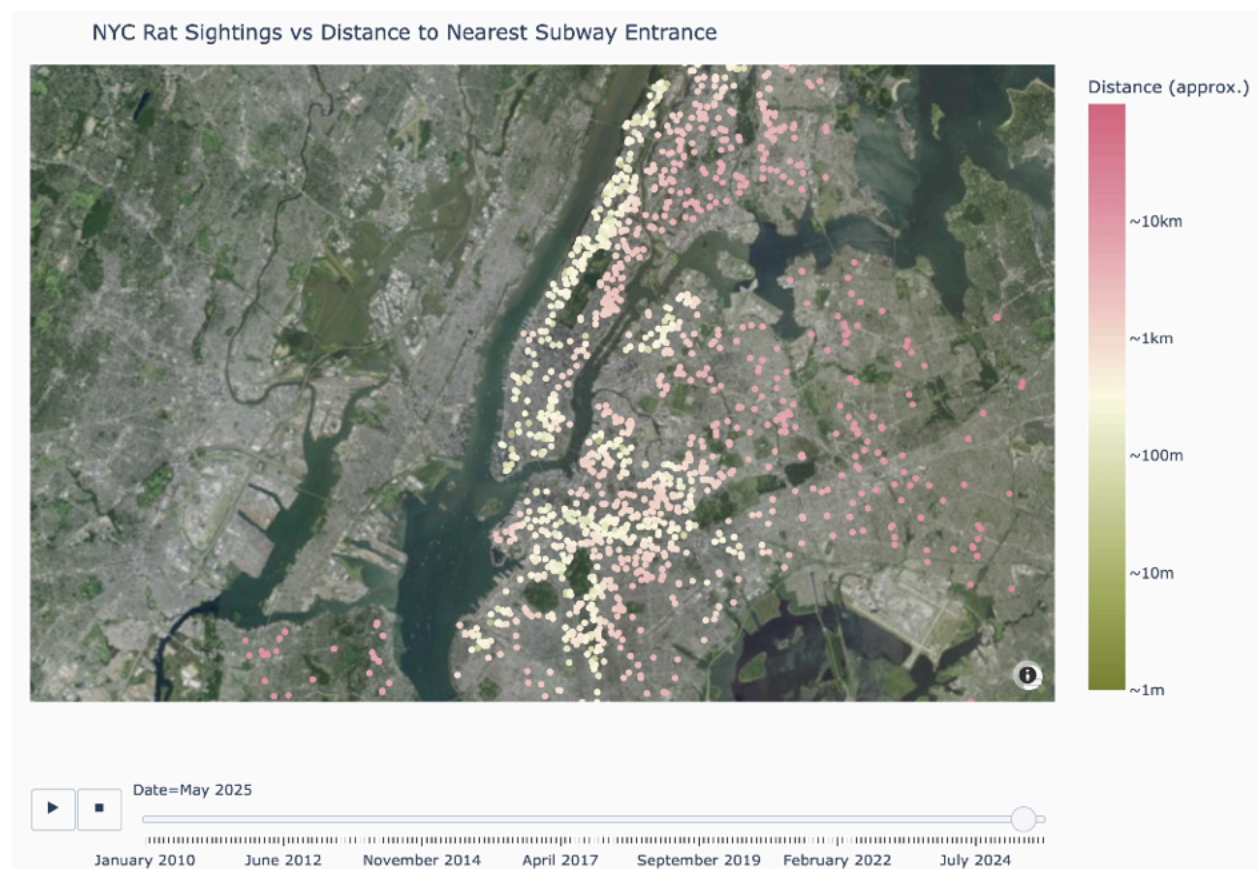 NYC Rat Sightings vs Distance to Nearest Subway Entrance
Distance (approx.)
~10km
~1km
~100m
~10m
~1m
Date=May 2025
January 2010
June 2012
November 2014
April 2017
September 2019
February 2022
July 2024